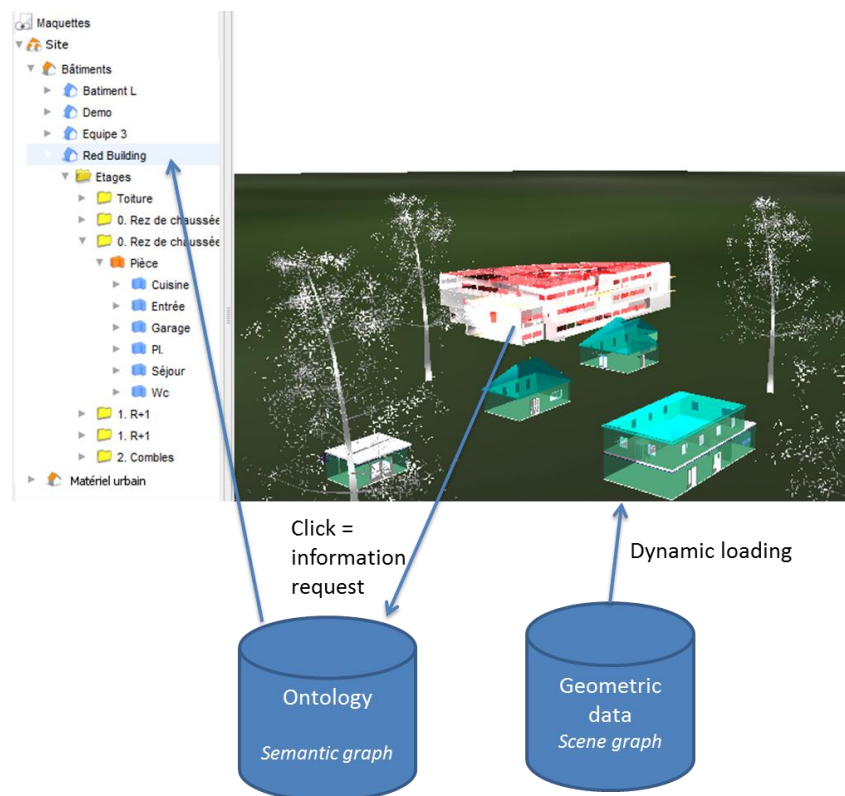 Maquettes
Site
Bâtiments
Batiment L
Demo
Equipe 3
Red Building
Etages
Toiture
0. Rez de chaussée
0. Rez de chaussée
Pièce
Cuisine
Entrée
Garage
Pl.
Séjour
Wc
1. R+1
1. R+1
2. Combles
Matériel urbain
Click =
information
request
Dynamic loading
Ontology
Semantic graph
Geometric
data
Scene graph